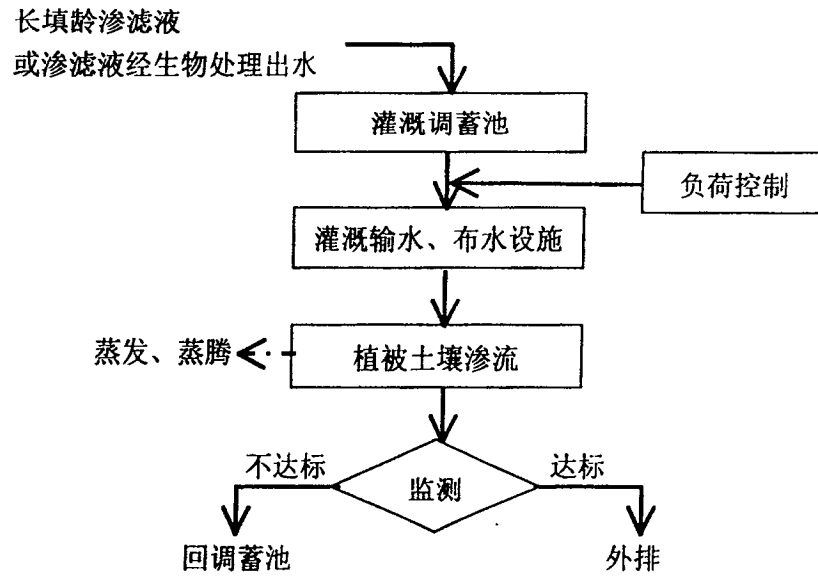 长填龄渗滤液
或渗滤液经生物处理出水
灌溉调蓄池
负荷控制
灌溉输水、布水设施
蒸发、蒸腾
植被土壤渗流
不达标
监测
达标
回调蓄池
外排